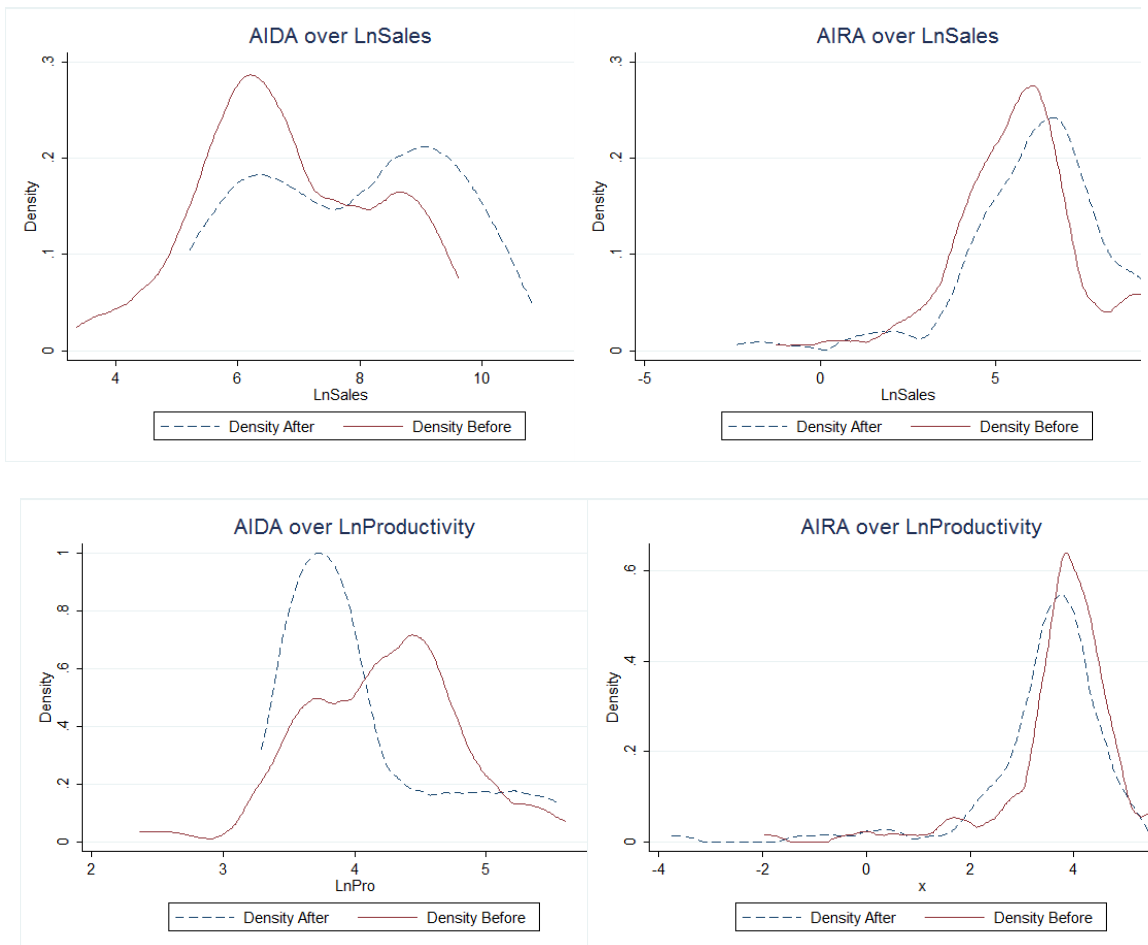 AIDA over LnSales
.3
.2
.1
0
Density
4 6 8 10
LnSales
Density After Density Before
AIRA over LnSales
.3
.2
.1
0
Density
-5 0 5
LnSales
Density After Density Before
AIDA over LnProductivity
1
.8
.6
.4
.2
0
Density
2 3 4 5
LnPro
Density After Density Before
AIRA over LnProductivity
.6
.4
.2
0
Density
-4 -2 0 2 4
x
Density After Density Before